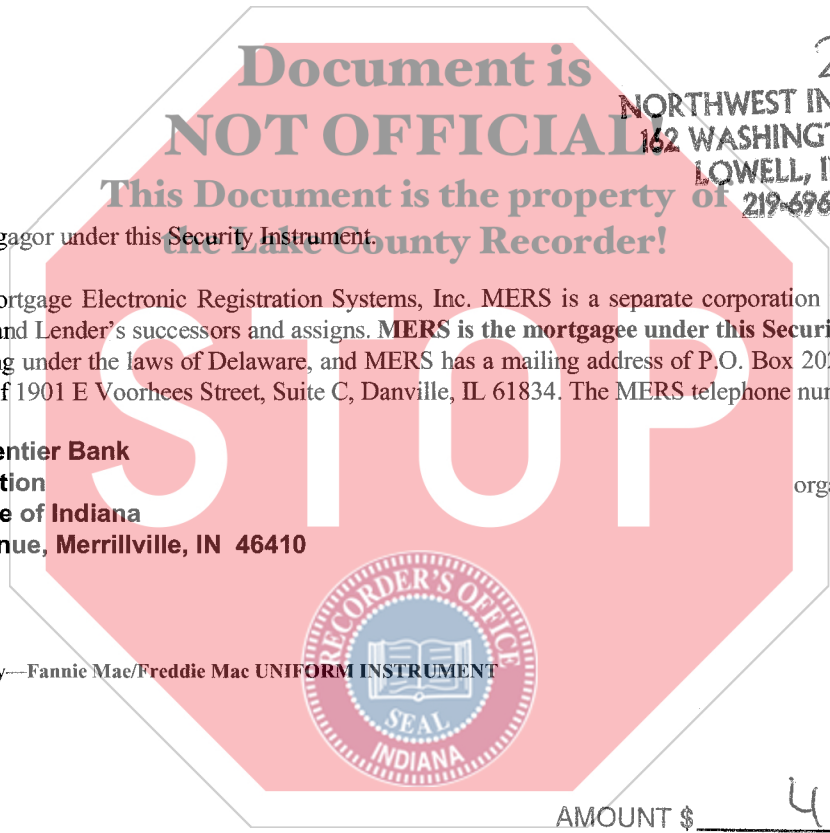 Document is
NOT OFFICIAL!
This Document is the property of
the Lake County Recorder!
NORTHWEST IN
162 WASHINGT
LOWELL, I
219-696
gagor under this Security Instrument.
ortgage Electronic Registration Systems, Inc. MERS is a separate corporation
and Lender's successors and assigns. MERS is the mortgagee under this Securi
ng under the laws of Delaware, and MERS has a mailing address of P.O. Box 202
f 1901 E Voorhees Street, Suite C, Danville, IL 61834. The MERS telephone nu
STOP
entier Bank
tion
orga
e of Indiana
nue, Merrillville, IN 46410
RECORDER'S OFFICE
SEAL
INDIANA
y—Fannie Mae/Freddie Mac UNIFORM INSTRUMENT
AMOUNT $ 4